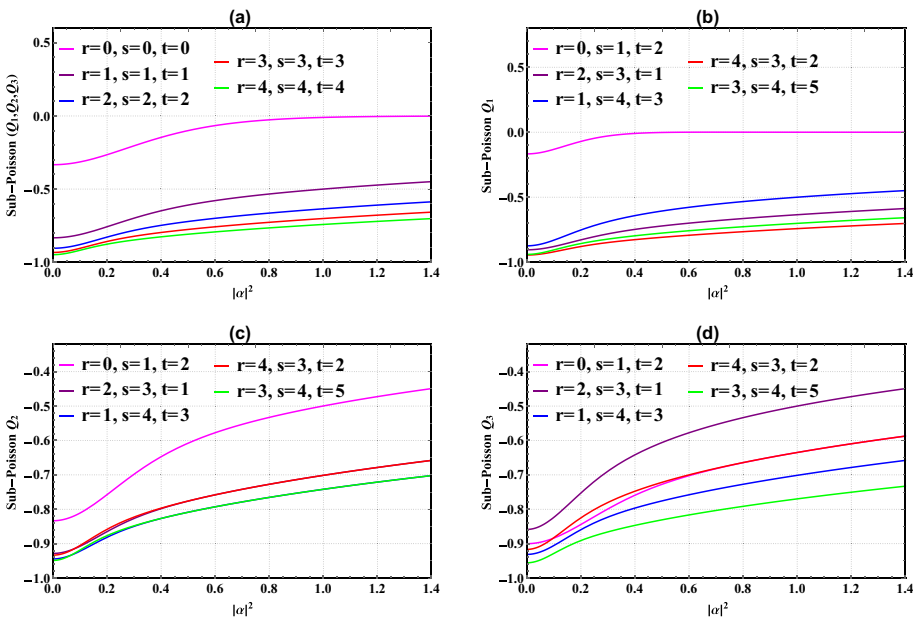 (a)
r=0, s=0, t=0
r=1, s=1, t=1
r=2, s=2, t=2
r=3, s=3, t=3
r=4, s=4, t=4
Sub−Poisson (Q1,Q2,Q3)
0.5
0.0
−0.5
−1.0
0.0 0.2 0.4 0.6 0.8 1.0 1.2 1.4
|α|²
(b)
r=0, s=1, t=2
r=2, s=3, t=1
r=1, s=4, t=3
r=4, s=3, t=2
r=3, s=4, t=5
Sub−Poisson Q1
0.5
0.0
−0.5
−1.0
0.0 0.2 0.4 0.6 0.8 1.0 1.2 1.4
|α|²
(c)
r=0, s=1, t=2
r=2, s=3, t=1
r=1, s=4, t=3
r=4, s=3, t=2
r=3, s=4, t=5
Sub−Poisson Q2
−0.4
−0.5
−0.6
−0.7
−0.8
−0.9
−1.0
0.0 0.2 0.4 0.6 0.8 1.0 1.2 1.4
|α|²
(d)
r=0, s=1, t=2
r=2, s=3, t=1
r=1, s=4, t=3
r=4, s=3, t=2
r=3, s=4, t=5
Sub−Poisson Q3
−0.4
−0.5
−0.6
−0.7
−0.8
−0.9
−1.0
0.0 0.2 0.4 0.6 0.8 1.0 1.2 1.4
|α|²